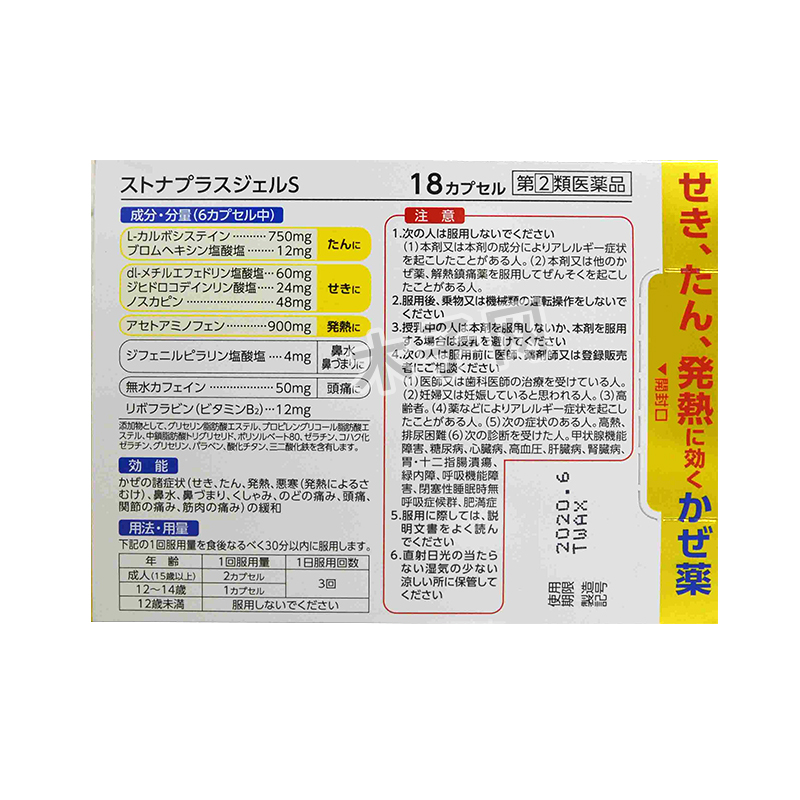 ストナプラスジェルS
18カプセル 第②類医薬品
成分・分量(6カプセル中)
L-カルボシステイン………750mg
ブロムヘキシン塩酸塩………12mg
たんに
dl-メチルエフェドリン塩酸塩…60mg
ジヒドロコデインリン酸塩…24mg
ノスカピン………………48mg
せきに
アセトアミノフェン…………900mg
発熱に
ジフェニルピラリン塩酸塩…4mg
鼻水
鼻づまりに
無水カフェイン……………50mg
頭痛に
リボフラビン(ビタミンB₂)…12mg
添加物として、グリセリン脂肪酸エステル、プロピレングリコール脂肪酸エ
ステル、中鎖脂肪酸トリグリセリド、ポリソルベート80、ゼラチン、コハク化
ゼラチン、グリセリン、パラベン、酸化チタン、三二酸化鉄を含有します。
効能
かぜの諸症状(せき、たん、発熱、悪寒(発熱によるさ
むけ)、鼻水、鼻づまり、くしゃみ、のどの痛み、頭痛、
関節の痛み、筋肉の痛み)の緩和
用法・用量
下記の1回服用量を食後なるべく30分以内に服用します。
年齢 1回服用量 1日服用回数
成人(15歳以上) 2カプセル 3回
12〜14歳 1カプセル
12歳未満 服用しないでください
注意
1.次の人は服用しないでください
(1)本剤又は本剤の成分によりアレルギー症状
を起こしたことがある人。(2)本剤又は他のか
ぜ薬、解熱鎮痛薬を服用してぜんそくを起こし
たことがある人。
2.服用後、乗物又は機械類の運転操作をしないで
ください
3.授乳中の人は本剤を服用しないか、本剤を服用
する場合は授乳を避けてください
4.次の人は服用前に医師、薬剤師又は登録販売
者にご相談ください
(1)医師又は歯科医師の治療を受けている人。
(2)妊婦又は妊娠していると思われる人。(3)高
齢者。(4)薬などによりアレルギー症状を起こし
たことがある人。(5)次の症状のある人。高熱、
排尿困難(6)次の診断を受けた人。甲状腺機能
障害、糖尿病、心臓病、高血圧、肝臓病、腎臓病、
胃・十二指腸潰瘍、
緑内障、呼吸機能障
害、閉塞性睡眠時無
呼吸症候群、肥満症
5.服用に際しては、説
明文書をよく読ん
でください
6.直射日光の当たら
ない湿気の少ない
涼しい所に保管して
ください
2020.6
TWAX
使用
期限
製造
記号
▼開封口
せき、たん、発熱に効くかぜ薬